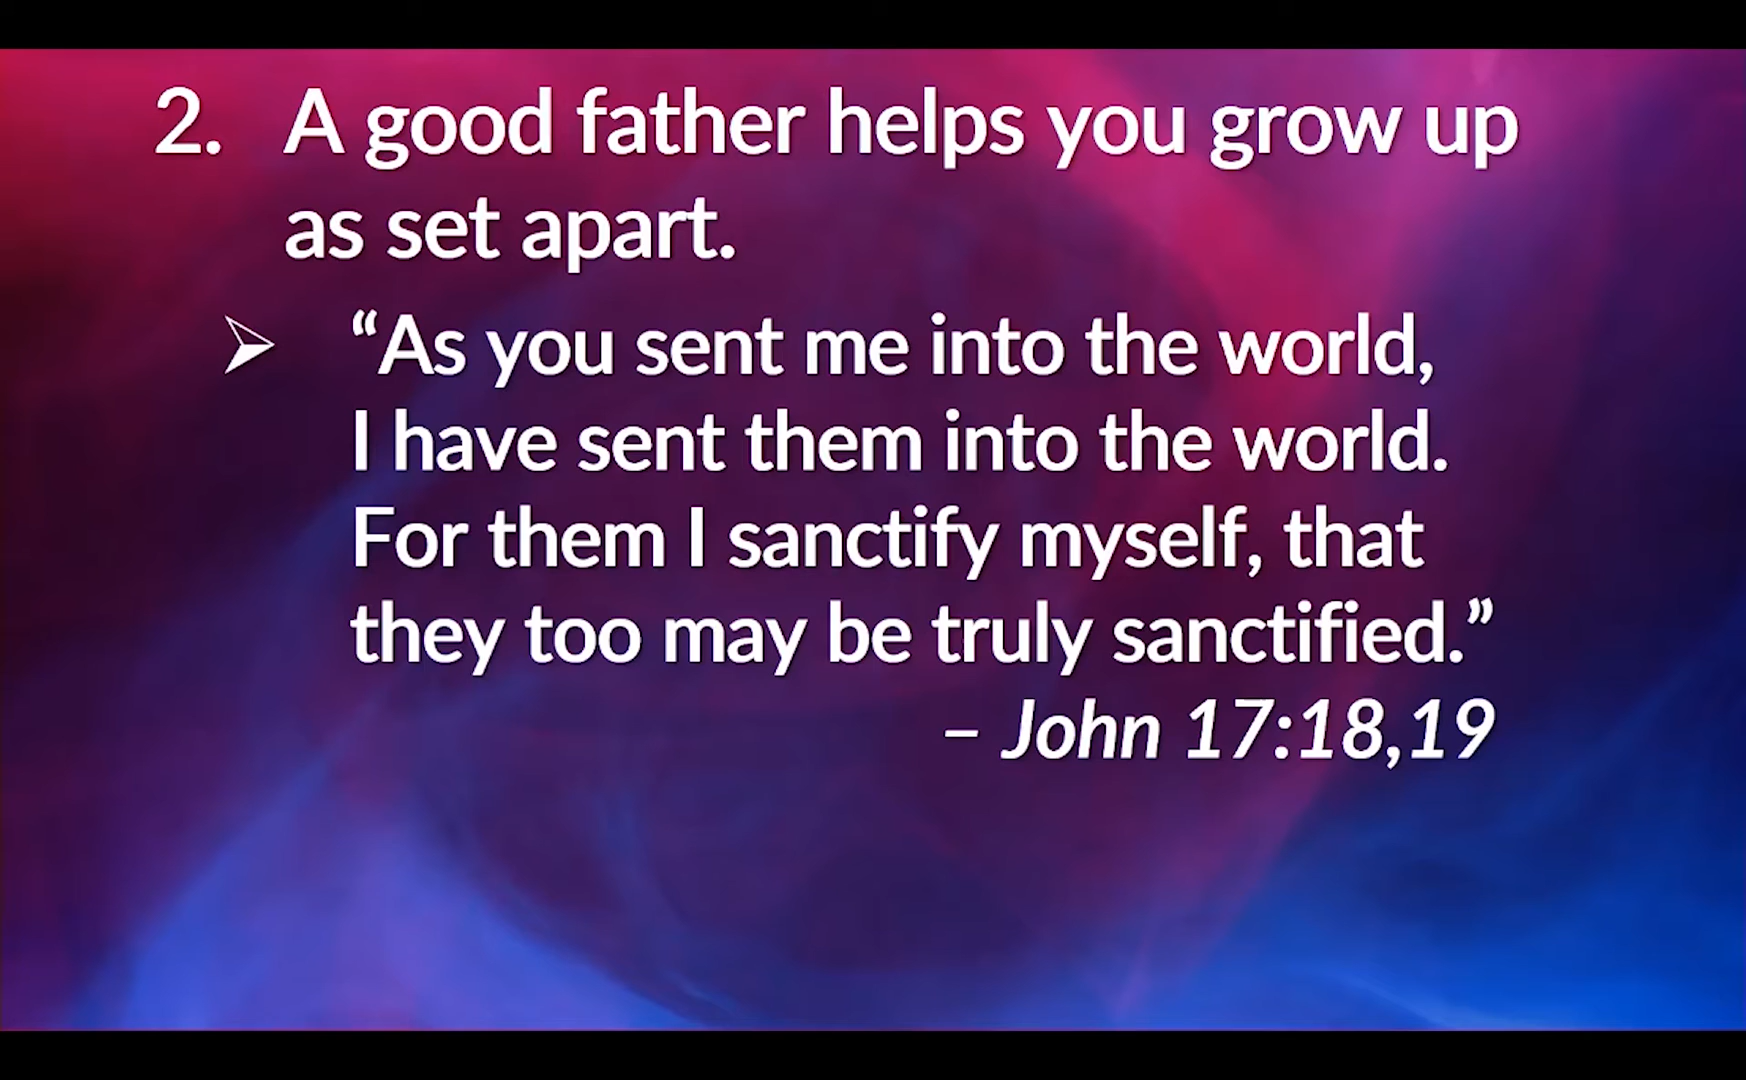 2. A good father helps you grow up
as set apart.
➢ “As you sent me into the world,
I have sent them into the world.
For them I sanctify myself, that
they too may be truly sanctified.”
– John 17:18,19